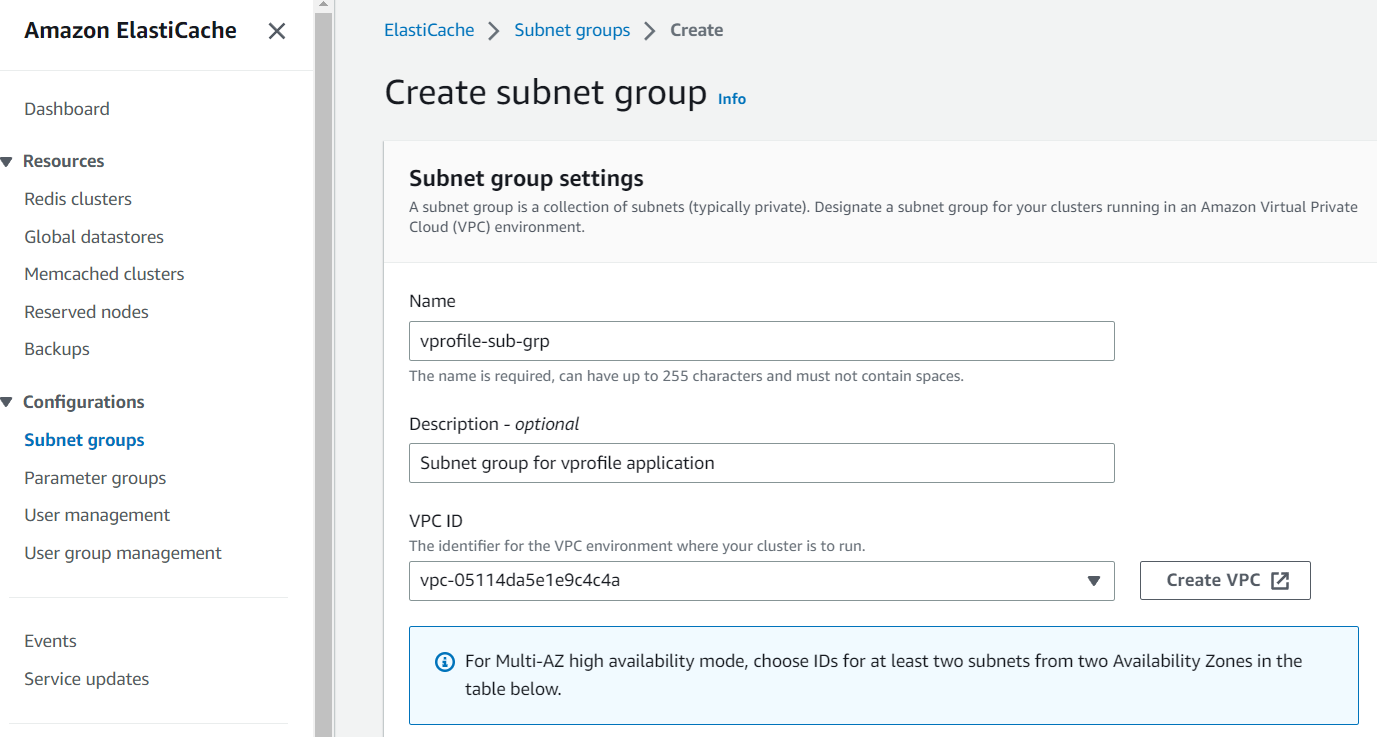 Amazon ElastiCache
Dashboard
Resources
Redis clusters
Global datastores
Memcached clusters
Reserved nodes
Backups
Configurations
Subnet groups
Parameter groups
User management
User group management
Events
Service updates
ElastiCache > Subnet groups > Create
Create subnet group Info
Subnet group settings
A subnet group is a collection of subnets (typically private). Designate a subnet group for your clusters running in an Amazon Virtual Private
Cloud (VPC) environment.
Name
vprofile-sub-grp
The name is required, can have up to 255 characters and must not contain spaces.
Description - optional
Subnet group for vprofile application
VPC ID
The identifier for the VPC environment where your cluster is to run.
vpc-05114da5e1e9c4c4a
Create VPC
For Multi-AZ high availability mode, choose IDs for at least two subnets from two Availability Zones in the
table below.